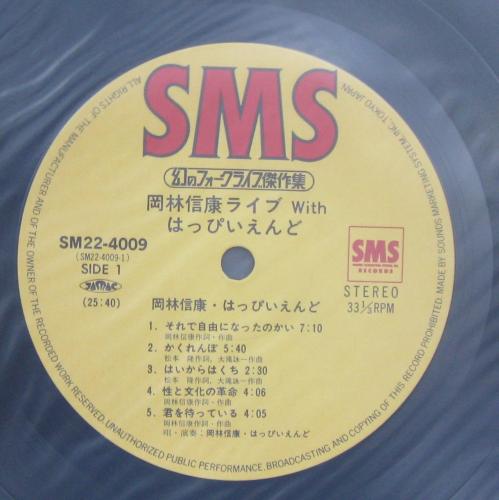 SMS
幻のフォークライブ傑作集
岡林信康ライブ With
はっぴいえんど
SM22-4009
(SM22-4009-1)
SIDE 1
JASRAC
(25:40)
SMS
RECORDS
STEREO
33⅓RPM
岡林信康・はっぴいえんど
1. それで自由になったのかい 7:10
岡林信康作詞・作曲
2. かくれんぼ 5:40
松本 隆作詞、大滝詠一作曲
3. はいからはくち 2:30
松本 隆作詞、大滝詠一作曲
4. 性と文化の革命 4:06
岡林信康作詞・作曲
5. 君を待っている 4:05
岡林信康作詞・作曲
唄・演奏：岡林信康・はっぴいえんど
ALL RIGHTS OF THE MANUFACTURER AND OF THE OWNER OF THE RECORDED WORK RESERVED. UNAUTHORIZED PUBLIC PERFORMANCE, BROADCASTING AND COPYING OF THIS RECORD PROHIBITED. MADE BY SOUNDS MARKETING SYSTEM INC. TOKYO JAPAN